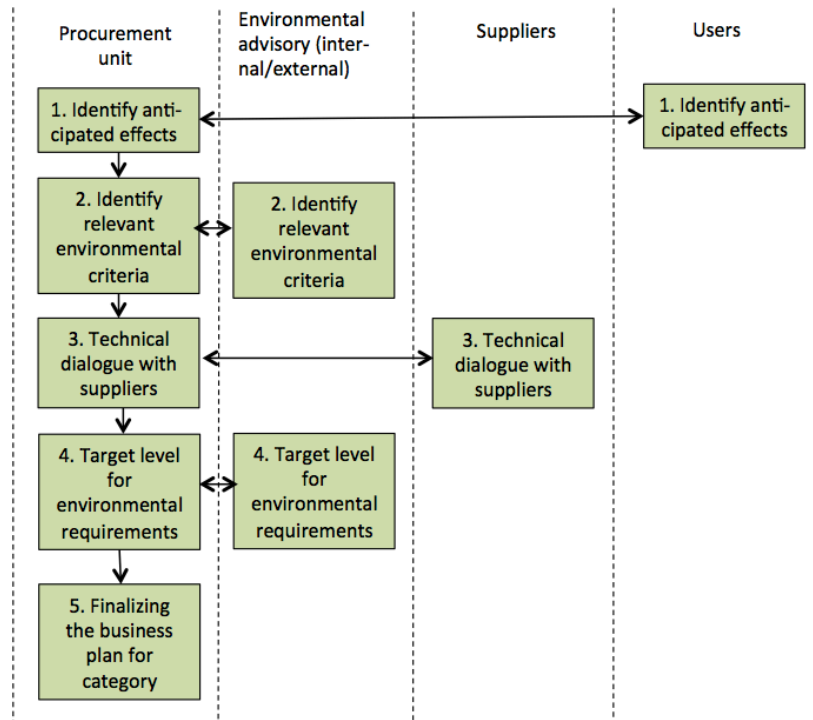 Procurement
unit
Environmental
advisory (inter-
nal/external)
Suppliers
Users
1. Identify anti-
cipated effects
1. Identify anti-
cipated effects
2. Identify
relevant
environmental
criteria
2. Identify
relevant
environmental
criteria
3. Technical
dialogue with
suppliers
3. Technical
dialogue with
suppliers
4. Target level
for
environmental
requirements
4. Target level
for
environmental
requirements
5. Finalizing
the business
plan for
category